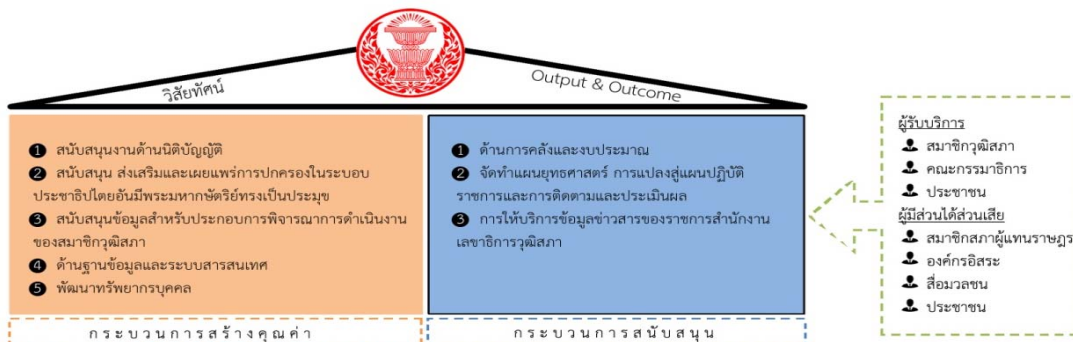 วิสัยทัศน์
Output & Outcome
1 สนับสนุนงานด้านนิติบัญญัติ
2 สนับสนุน ส่งเสริมและเผยแพร่การปกครองในระบอบ
ประชาธิปไตยอันมีพระมหากษัตริย์ทรงเป็นประมุข
3 สนับสนุนข้อมูลสำหรับประกอบการพิจารณาการดำเนินงาน
ของสมาชิกวุฒิสภา
4 ด้านฐานข้อมูลและระบบสารสนเทศ
5 พัฒนาทรัพยากรบุคคล
กระบวนการสร้างคุณค่า
1 ด้านการคลังและงบประมาณ
2 จัดทำแผนยุทธศาสตร์ การแปลงสู่แผนปฏิบัติ
ราชการและการติดตามและประเมินผล
3 การให้บริการข้อมูลข่าวสารของราชการสำนักงาน
เลขาธิการวุฒิสภา
กระบวนการสนับสนุน
ผู้รับบริการ
สมาชิกวุฒิสภา
คณะกรรมาธิการ
ประชาชน
ผู้มีส่วนได้ส่วนเสีย
สมาชิกสภาผู้แทนราษฎร
องค์กรอิสระ
สื่อมวลชน
ประชาชน